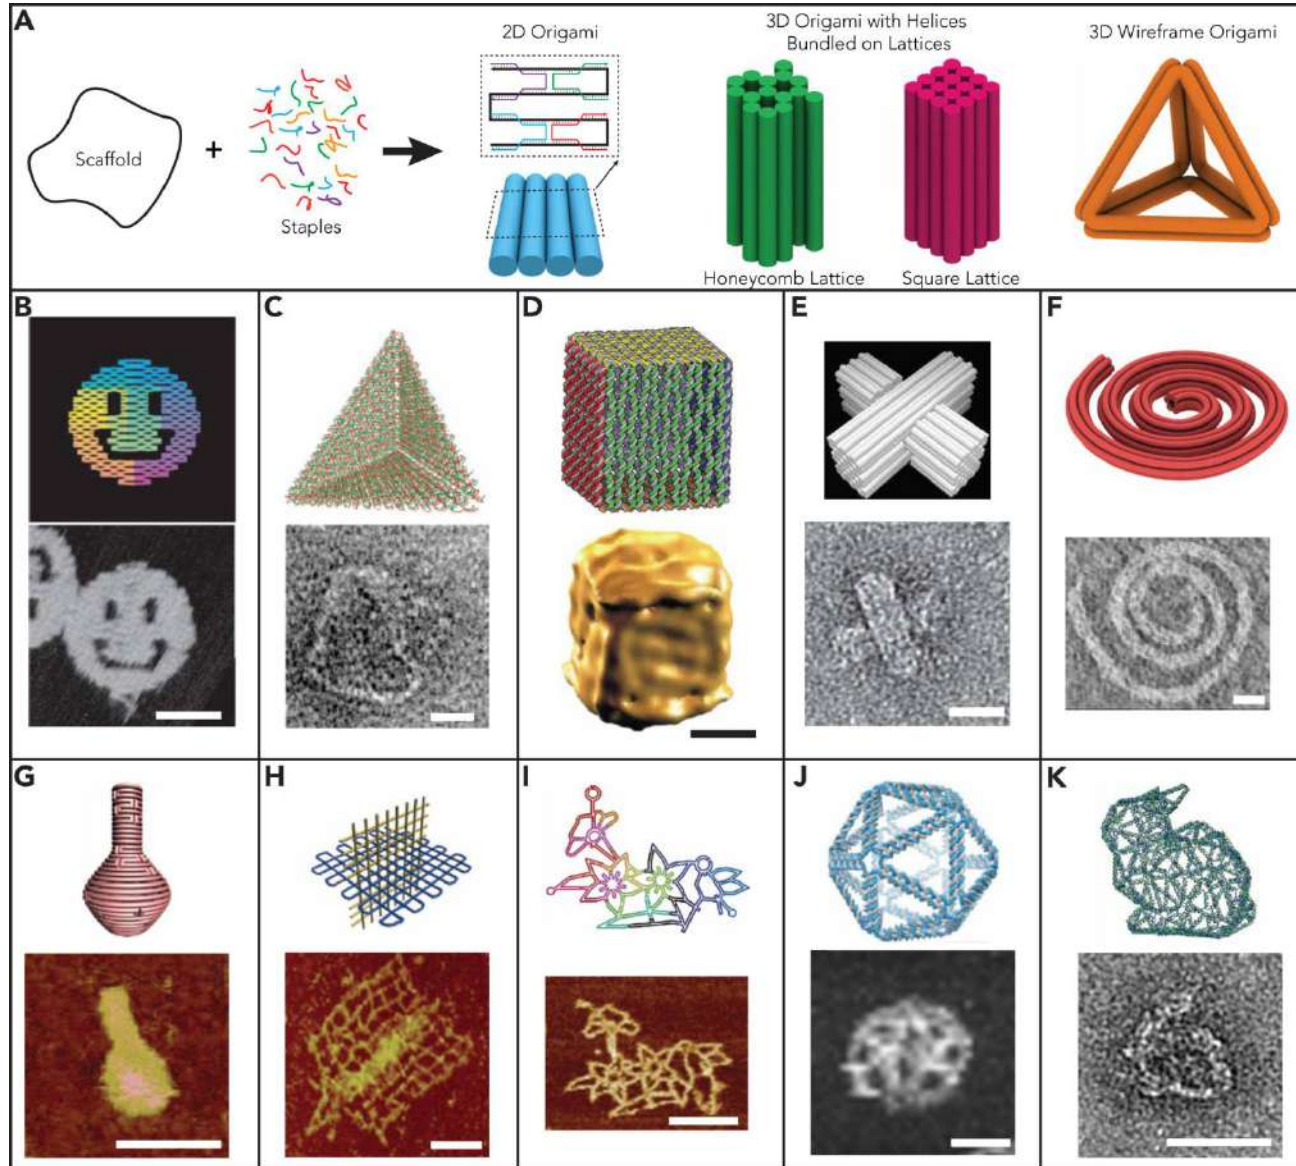 A
2D Origami
3D Origami with Helices
Bundled on Lattices
3D Wireframe Origami
Scaffold
+
Staples
Honeycomb Lattice
Square Lattice
B
C
D
E
F
G
H
I
J
K